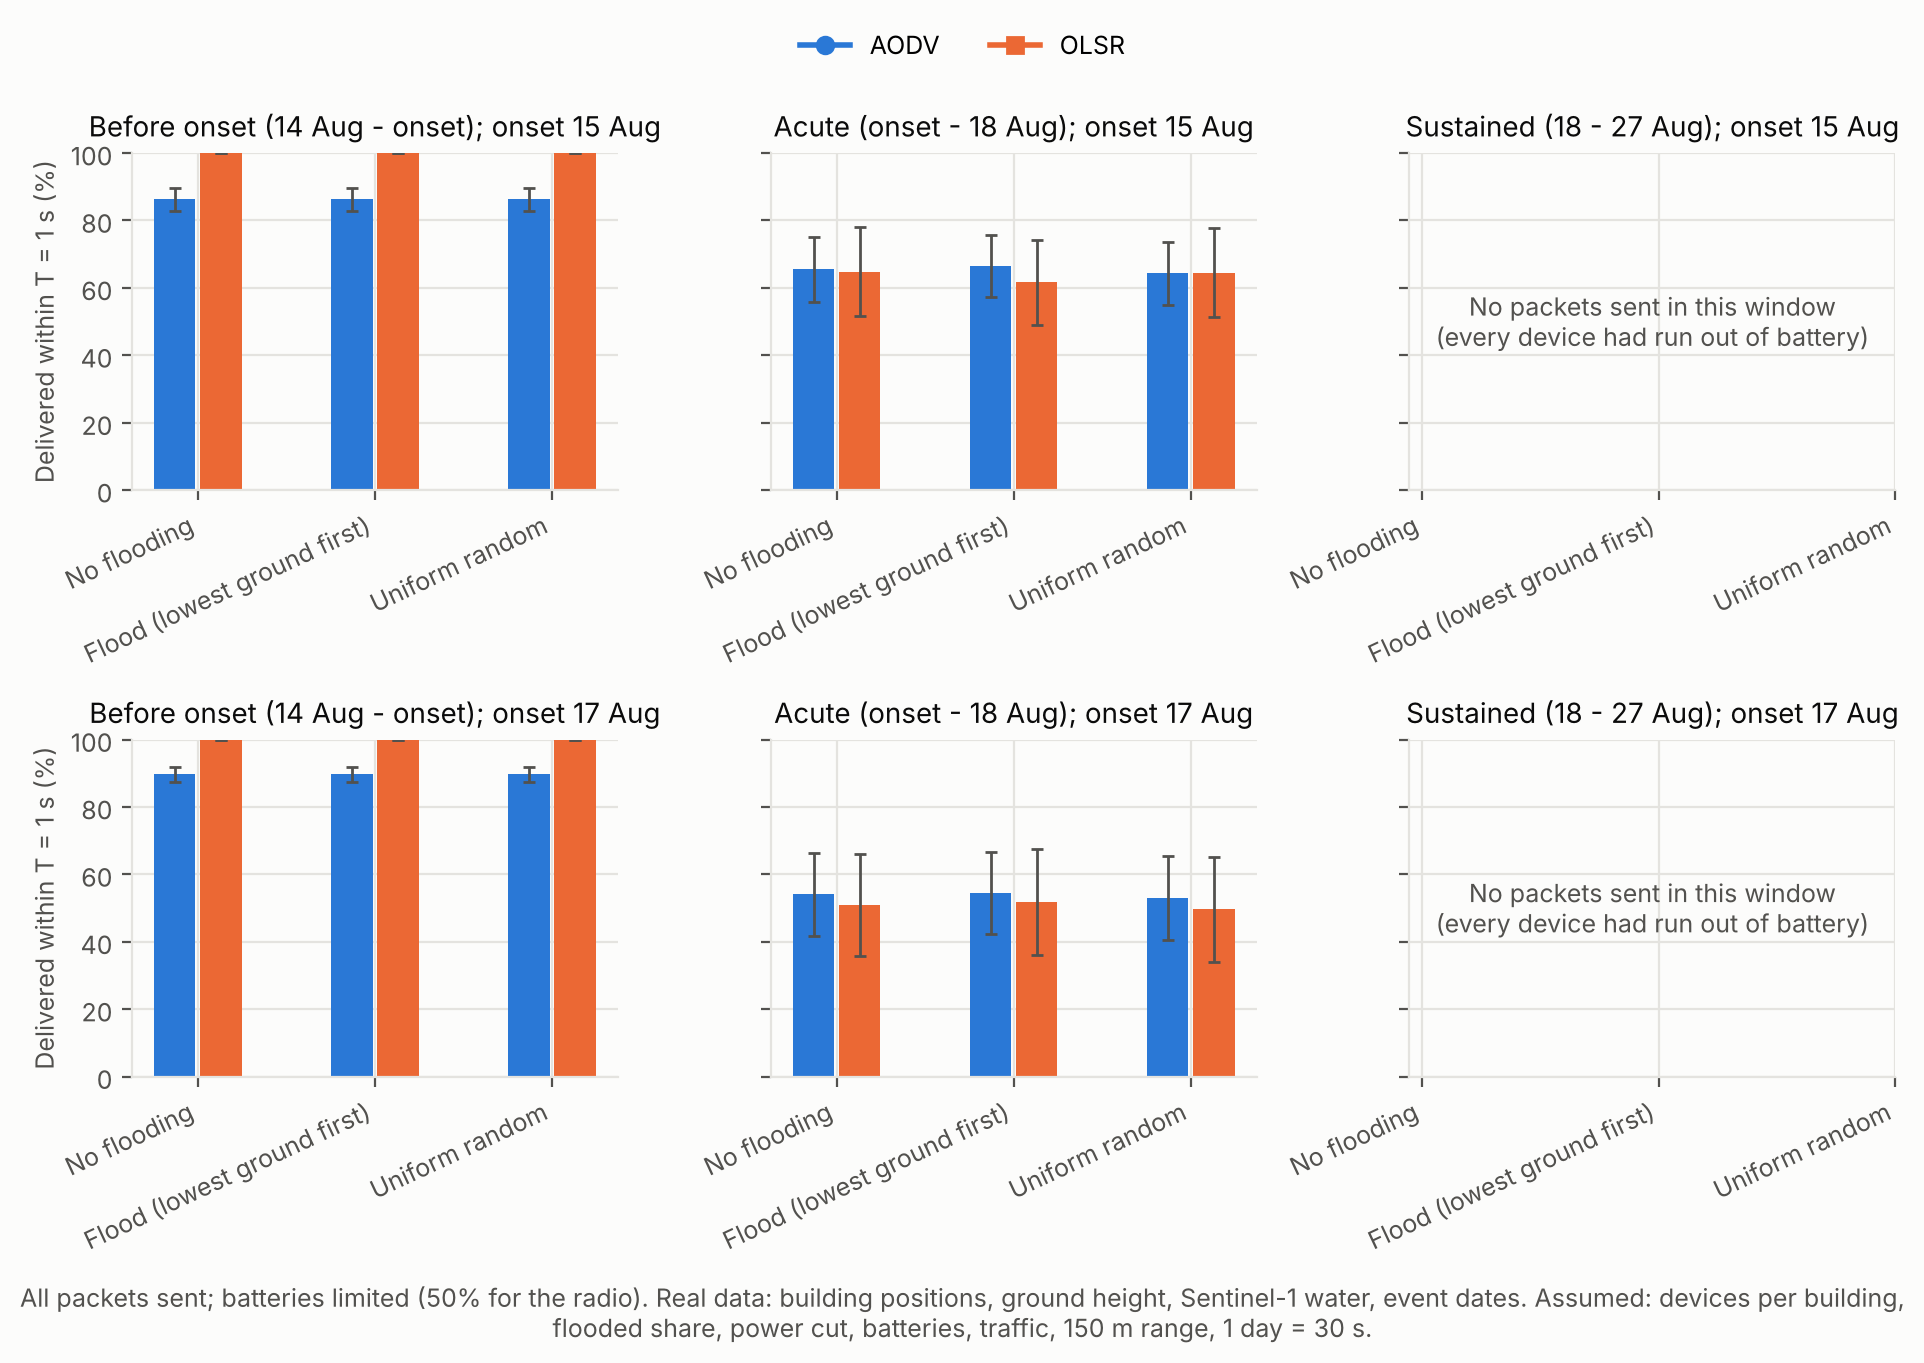 AODV OLSR
Before onset (14 Aug - onset); onset 15 Aug
Acute (onset - 18 Aug); onset 15 Aug
Sustained (18 - 27 Aug); onset 15 Aug
Delivered within T = 1 s (%)
100
80
60
40
20
0
No packets sent in this window
(every device had run out of battery)
No flooding
Flood (lowest ground first)
Uniform random
No flooding
Flood (lowest ground first)
Uniform random
No flooding
Flood (lowest ground first)
Uniform random
Before onset (14 Aug - onset); onset 17 Aug
Acute (onset - 18 Aug); onset 17 Aug
Sustained (18 - 27 Aug); onset 17 Aug
Delivered within T = 1 s (%)
100
80
60
40
20
0
No packets sent in this window
(every device had run out of battery)
No flooding
Flood (lowest ground first)
Uniform random
No flooding
Flood (lowest ground first)
Uniform random
No flooding
Flood (lowest ground first)
Uniform random
All packets sent; batteries limited (50% for the radio). Real data: building positions, ground height, Sentinel-1 water, event dates. Assumed: devices per building,
flooded share, power cut, batteries, traffic, 150 m range, 1 day = 30 s.